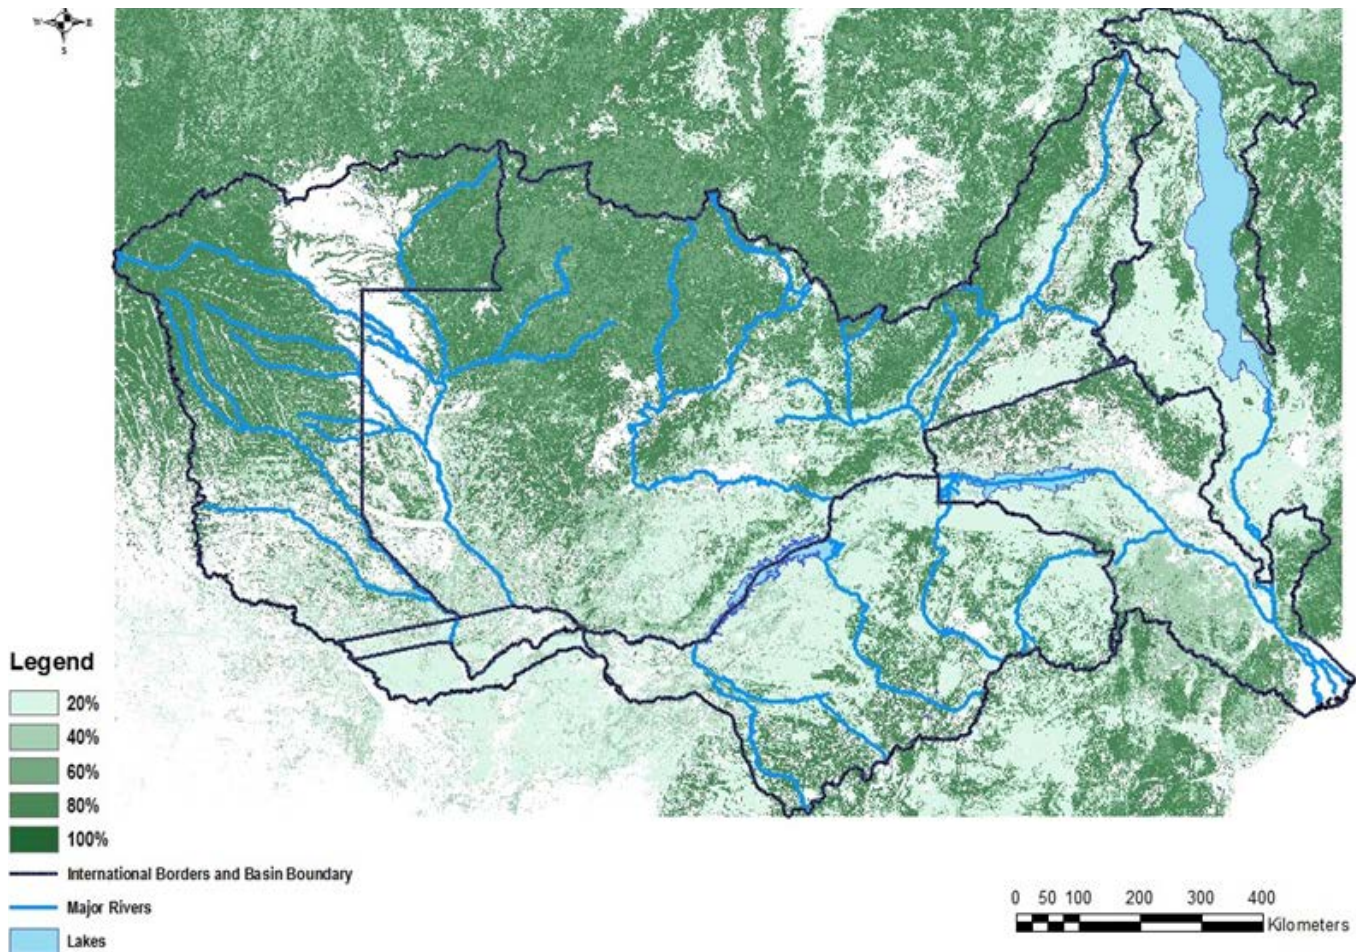 W E
S
Legend
20%
40%
60%
80%
100%
International Borders and Basin Boundary
Major Rivers
Lakes
0 50 100 200 300 400
Kilometers